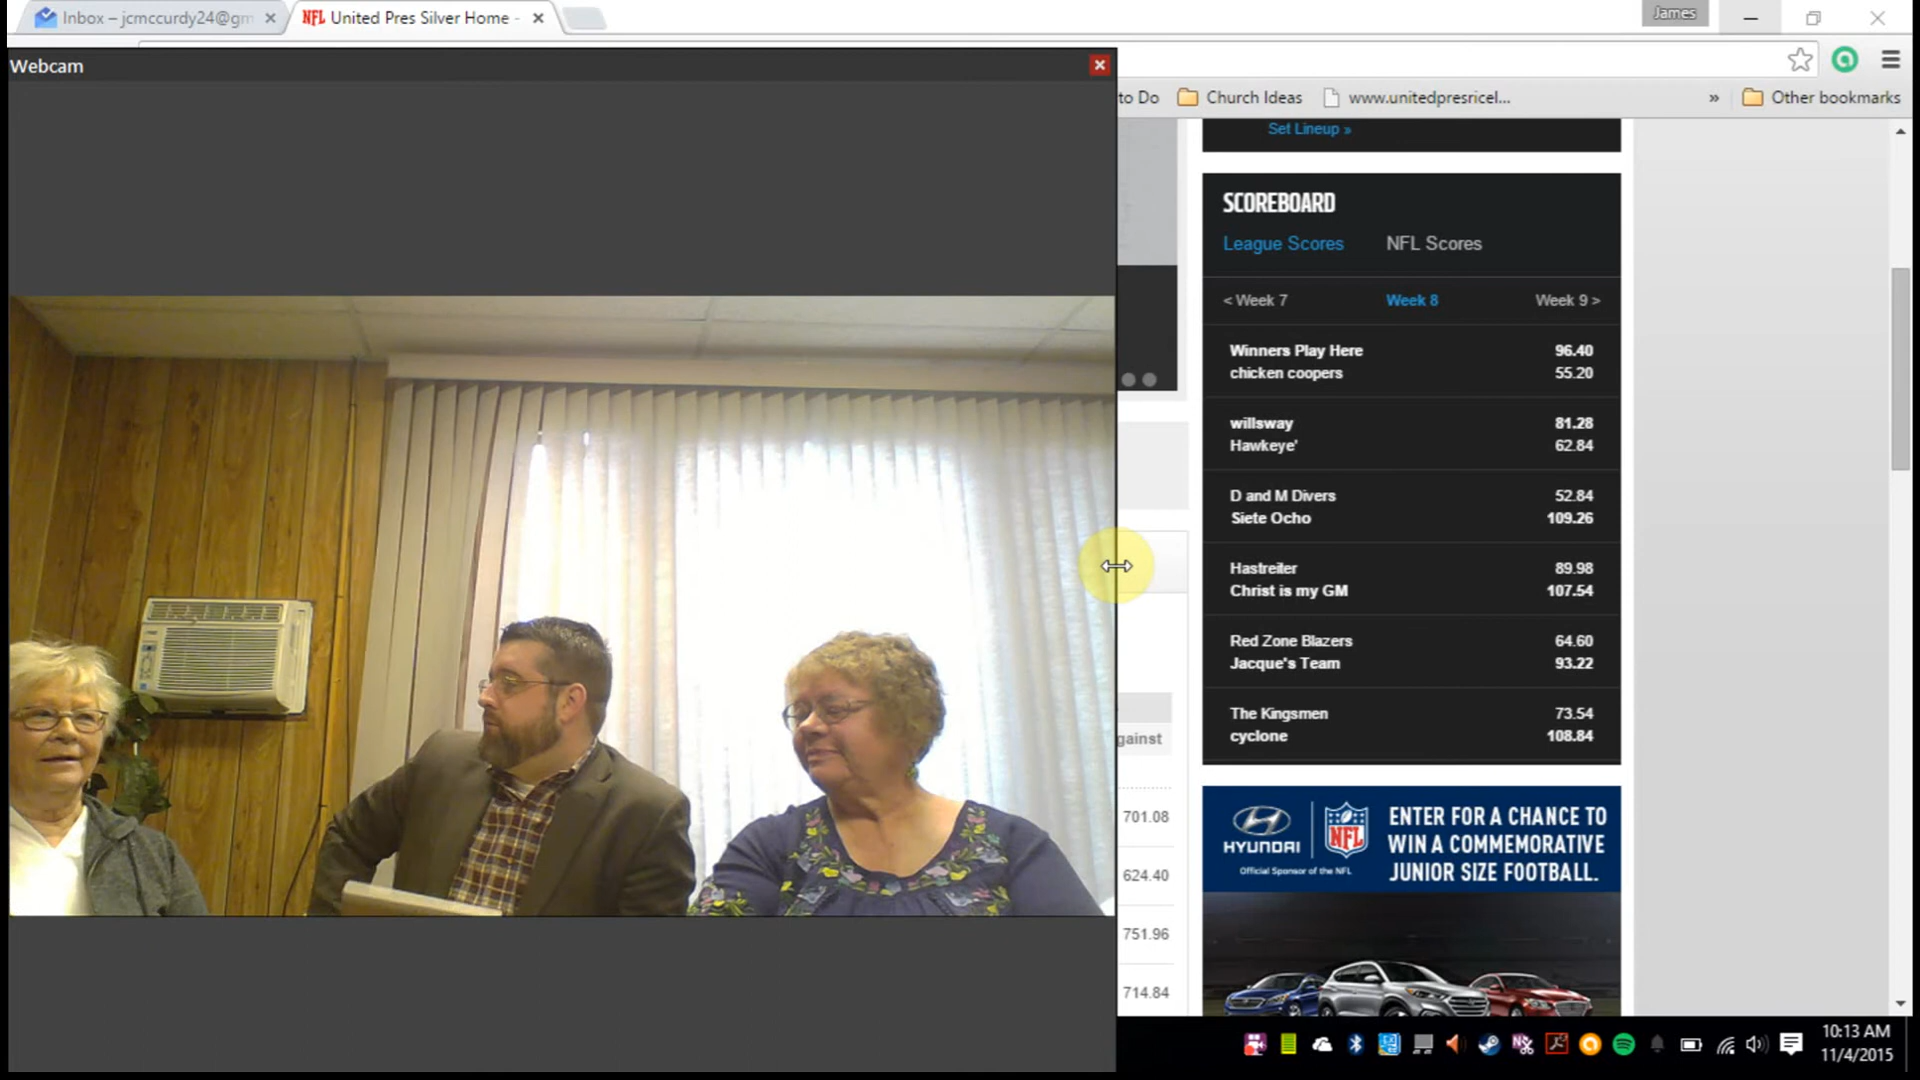 Inbox – jcmccurdy24@gm
United Pres Silver Home -
James
Webcam
to Do
Church Ideas
www.unitedpresricel...
»
Other bookmarks
Set Lineup »
SCOREBOARD
League Scores NFL Scores
< Week 7 Week 8 Week 9 >
Winners Play Here 96.40
chicken coopers 55.20
willsway 81.28
Hawkeye' 62.84
D and M Divers 52.84
Siete Ocho 109.26
Hastreiter 89.98
Christ is my GM 107.54
Red Zone Blazers 64.60
Jacque's Team 93.22
The Kingsmen 73.54
cyclone 108.84
gainst
701.08
624.40
751.96
714.84
HYUNDAI
Official Sponsor of the NFL
NFL
ENTER FOR A CHANCE TO
WIN A COMMEMORATIVE
JUNIOR SIZE FOOTBALL.
10:13 AM
11/4/2015